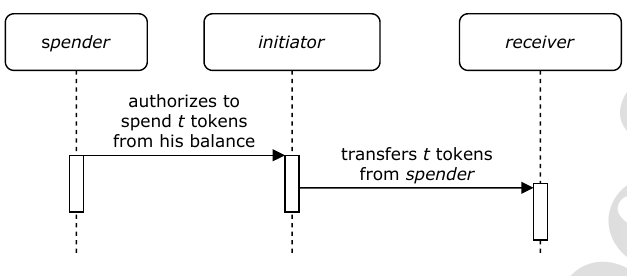 spender
initiator
receiver
authorizes to
spend t tokens
from his balance
transfers t tokens
from spender